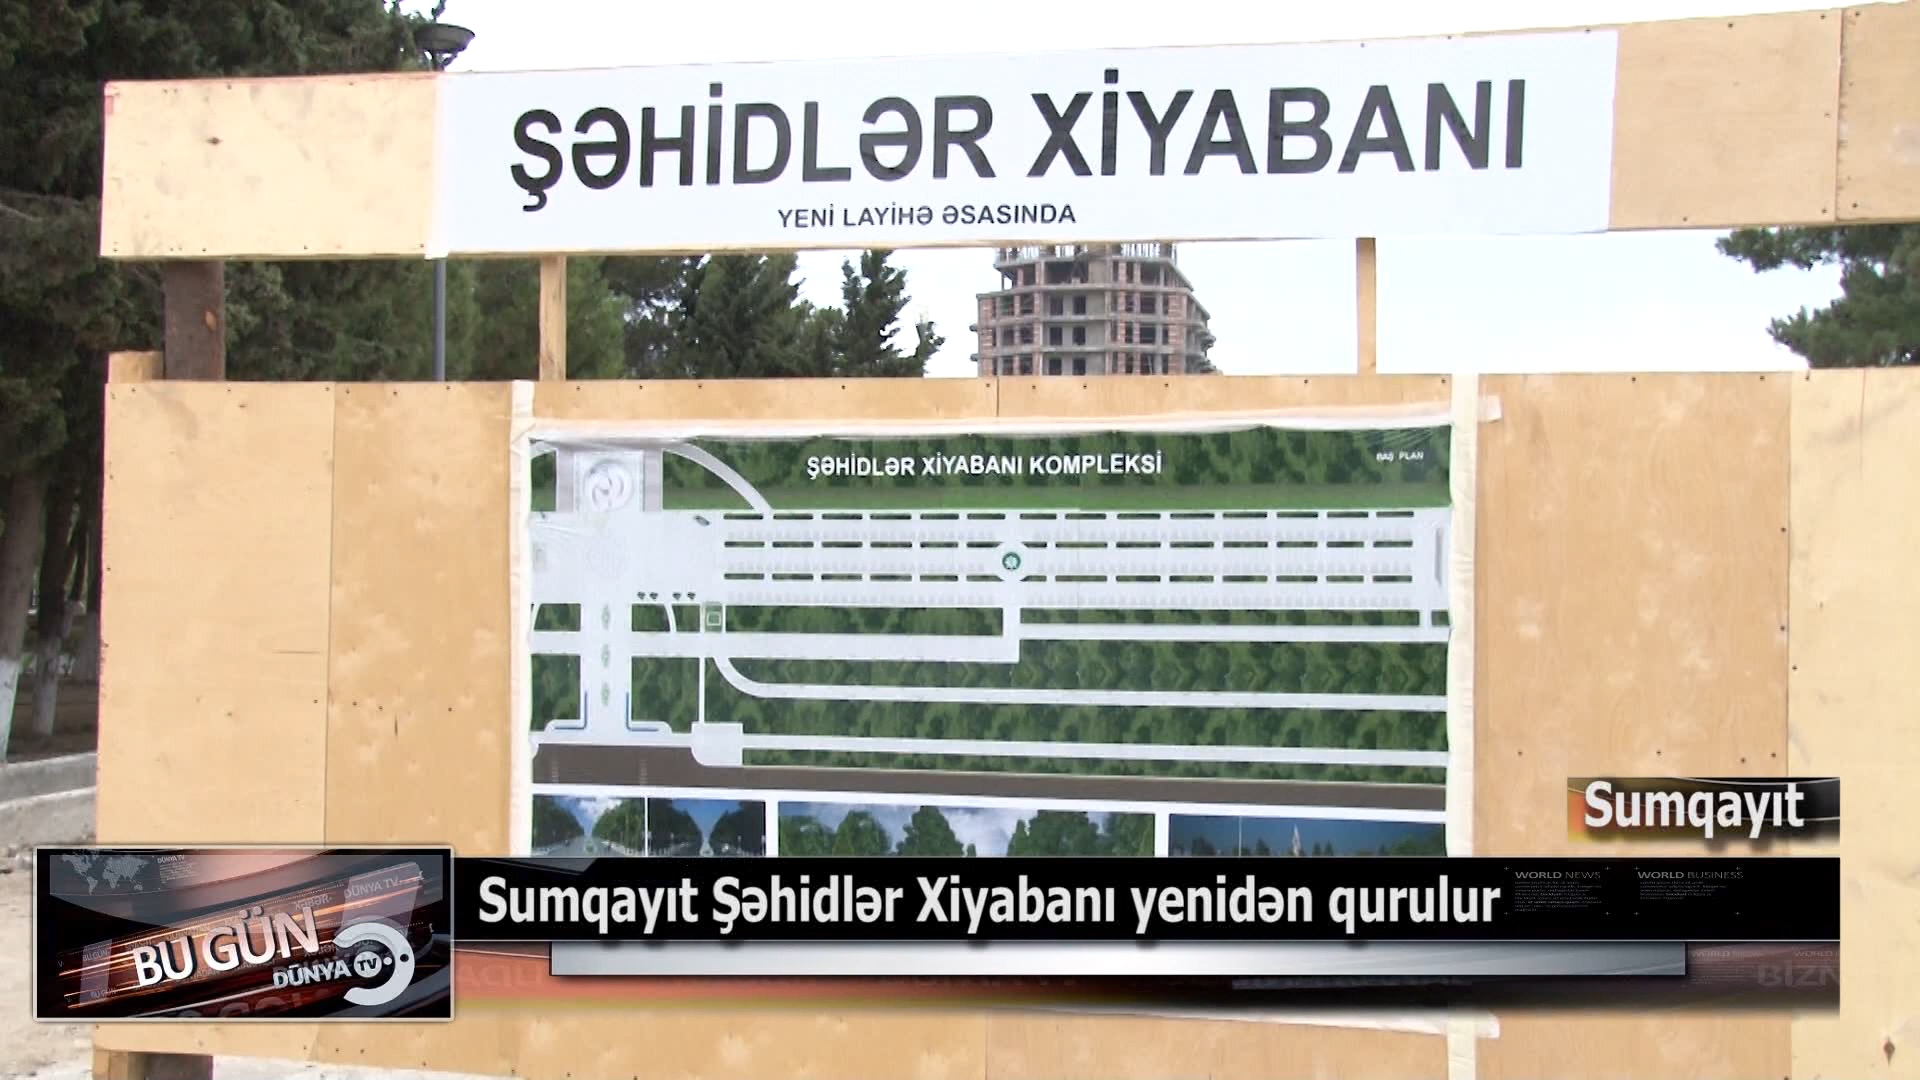 ŞƏHİDLƏR XİYABANI
YENİ LAYİHƏ ƏSASINDA
ŞƏHİDLƏR XİYABANI KOMPLEKSİ
BAŞ PLAN
Sumqayıt
Sumqayıt Şəhidlər Xiyabanı yenidən qurulur
WORLD NEWS
WORLD BUSINESS
BU GÜN
DÜNYA TV